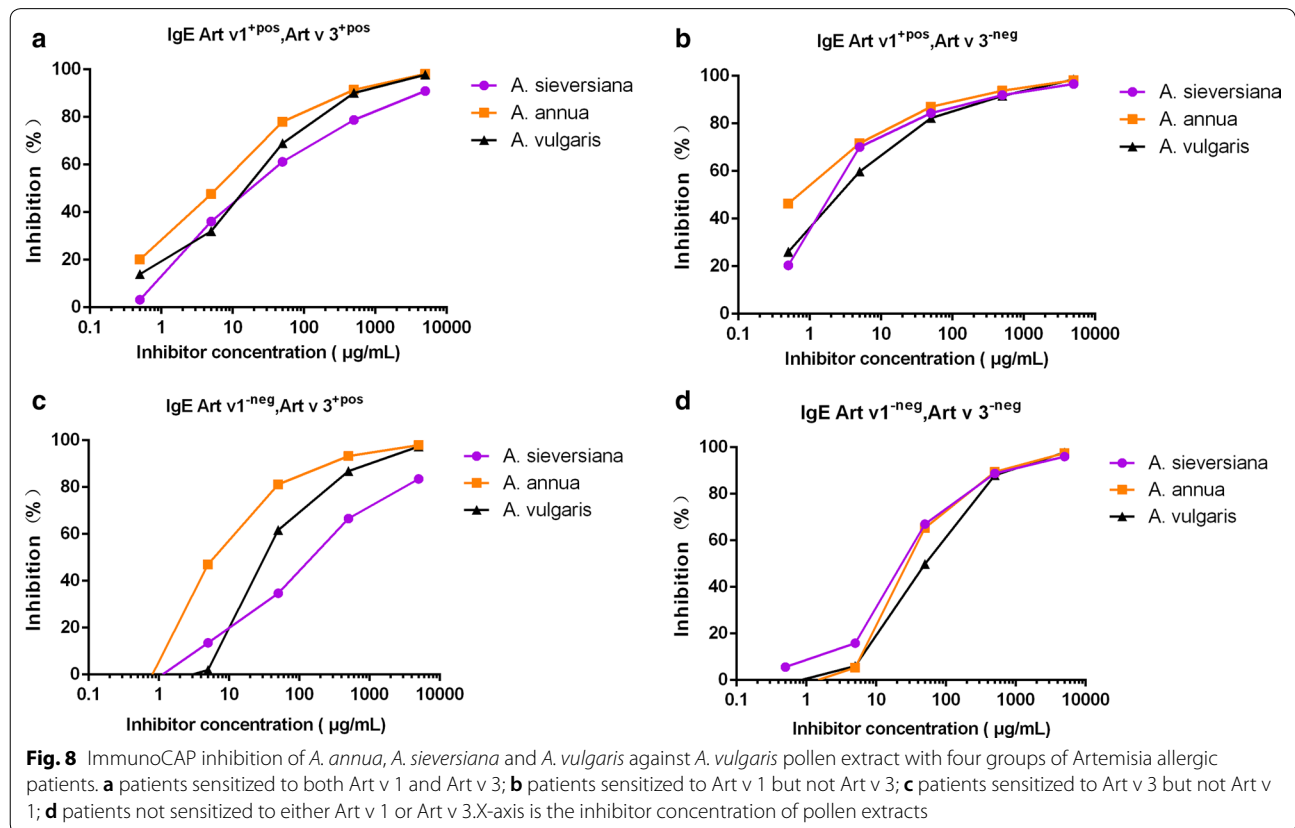 a
IgE Art v1+pos,Art v 3+pos
100
80
60
40
20
0
Inhibition (%)
0.1 1 10 100 1000 10000
Inhibitor concentration ( µg/mL)
A. sieversiana
A. annua
A. vulgaris
b
IgE Art v1+pos,Art v 3-neg
100
80
60
40
20
0
Inhibition (%)
0.1 1 10 100 1000 10000
Inhibitor concentration ( µg/mL)
A. sieversiana
A. annua
A. vulgaris
c
IgE Art v1-neg,Art v 3+pos
100
80
60
40
20
0
Inhibition (%)
0.1 1 10 100 1000 10000
Inhibitor concentration ( µg/mL)
A. sieversiana
A. annua
A. vulgaris
d
IgE Art v1-neg,Art v 3-neg
100
80
60
40
20
0
Inhibition (%)
0.1 1 10 100 1000 10000
Inhibitor concentration ( µg/mL)
A. sieversiana
A. annua
A. vulgaris
Fig. 8 ImmunoCAP inhibition of A. annua, A. sieversiana and A. vulgaris against A. vulgaris pollen extract with four groups of Artemisia allergic
patients. a patients sensitized to both Art v 1 and Art v 3; b patients sensitized to Art v 1 but not Art v 3; c patients sensitized to Art v 3 but not Art v
1; d patients not sensitized to either Art v 1 or Art v 3.X-axis is the inhibitor concentration of pollen extracts